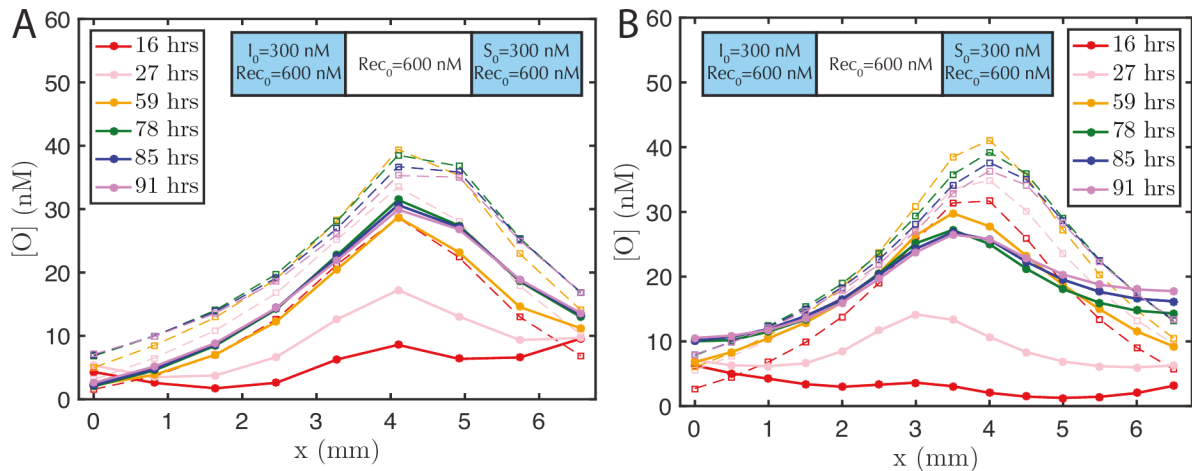 A
16 hrs
27 hrs
59 hrs
78 hrs
85 hrs
91 hrs
I₀=300 nM
Rec₀=600 nM
Rec₀=600 nM
S₀=300 nM
Rec₀=600 nM
[O] (nM)
60
50
40
30
20
10
0
0 1 2 3 4 5 6
x (mm)
B
I₀=300 nM
Rec₀=600 nM
Rec₀=600 nM
S₀=300 nM
Rec₀=600 nM
16 hrs
27 hrs
59 hrs
78 hrs
85 hrs
91 hrs
[O] (nM)
60
50
40
30
20
10
0
0 1 2 3 4 5 6
x (mm)